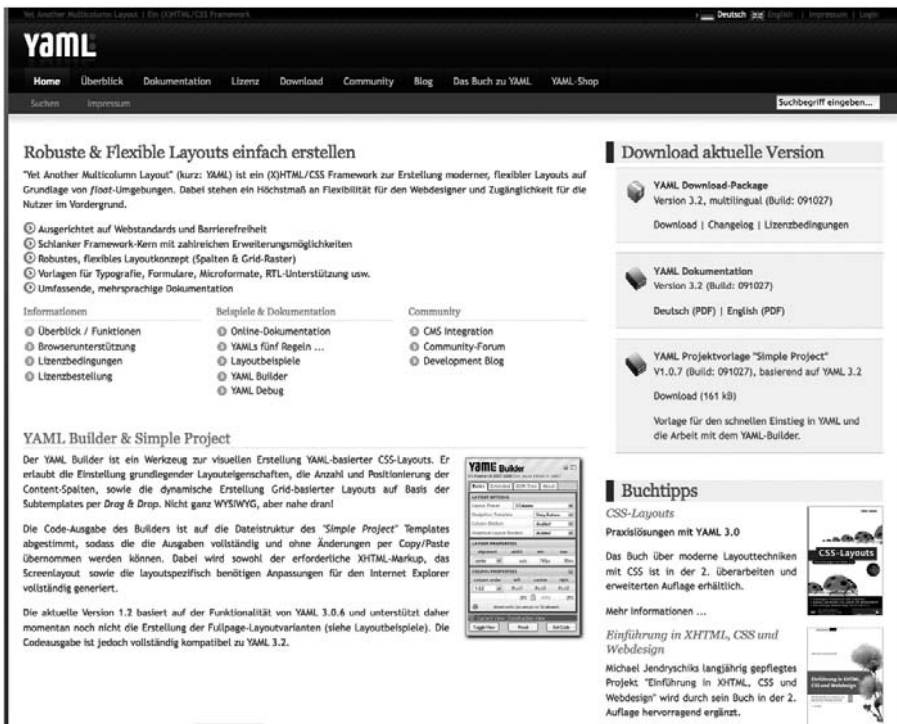 Yet Another Multicolumn Layout | Ein (X)HTML/CSS Framework
Deutsch English | Impressum | Login
YAML
Home Überblick Dokumentation Lizenz Download Community Blog Das Buch zu YAML YAML-Shop
Suchen Impressum
Suchbegriff eingeben...
Robuste & Flexible Layouts einfach erstellen
"Yet Another Multicolumn Layout" (kurz: YAML) ist ein (X)HTML/CSS Framework zur Erstellung moderner, flexibler Layouts auf
Grundlage von float-Umgebungen. Dabei stehen ein Höchstmaß an Flexibilität für den Webdesigner und Zugänglichkeit für die
Nutzer im Vordergrund.
Ausgerichtet auf Webstandards und Barrierefreiheit
Schlanker Framework-Kern mit zahlreichen Erweiterungsmöglichkeiten
Robustes, flexibles Layoutkonzept (Spalten & Grid-Raster)
Vorlagen für Typografie, Formulare, Microformate, RTL-Unterstützung usw.
Umfassende, mehrsprachige Dokumentation
Informationen
Überblick / Funktionen
Browserunterstützung
Lizenzbedingungen
Lizenzbestellung
Beispiele & Dokumentation
Online-Dokumentation
YAMLs fünf Regeln ...
Layoutbeispiele
YAML Builder
YAML Debug
Community
CMS Integration
Community-Forum
Development Blog
YAML Builder & Simple Project
Der YAML Builder ist ein Werkzeug zur visuellen Erstellung YAML-basierter CSS-Layouts. Er
erlaubt die Einstellung grundlegender Layouteigenschaften, die Anzahl und Positionierung der
Content-Spalten, sowie die dynamische Erstellung Grid-basierter Layouts auf Basis der
Subtemplates per Drag & Drop. Nicht ganz WYSIWYG, aber nahe dran!
Die Code-Ausgabe des Builders ist auf die Dateistruktur des "Simple Project" Templates
abgestimmt, sodass die die Ausgaben vollständig und ohne Änderungen per Copy/Paste
übernommen werden können. Dabei wird sowohl der erforderliche XHTML-Markup, das
Screenlayout sowie die layoutspezifisch benötigen Anpassungen für den Internet Explorer
vollständig generiert.
Die aktuelle Version 1.2 basiert auf der Funktionalität von YAML 3.0.6 und unterstützt daher
momentan noch nicht die Erstellung der Fullpage-Layoutvarianten (siehe Layoutbeispiele). Die
Codeausgabe ist jedoch vollständig kompatibel zu YAML 3.2.
YAML Builder
Download aktuelle Version
YAML Download-Package
Version 3.2, multilingual (Build: 091027)
Download | Changelog | Lizenzbedingungen
YAML Dokumentation
Version 3.2 (Build: 091027)
Deutsch (PDF) | English (PDF)
YAML Projektvorlage "Simple Project"
V1.0.7 (Build: 091027), basierend auf YAML 3.2
Download (161 kB)
Vorlage für den schnellen Einstieg in YAML und
die Arbeit mit dem YAML-Builder.
Buchtipps
CSS-Layouts
Praxislösungen mit YAML 3.0
Das Buch über moderne Layouttechniken
mit CSS ist in der 2. überarbeiten und
erweiterten Auflage erhältlich.
Mehr Informationen ...
CSS-Layouts
Einführung in XHTML, CSS und
Webdesign
Michael Jendryschiks langjährig gepflegtes
Projekt "Einführung in XHTML, CSS und
Webdesign" wird durch sein Buch in der 2.
Auflage hervorragend ergänzt.
Einführung in XHTML,
CSS und Webdesign